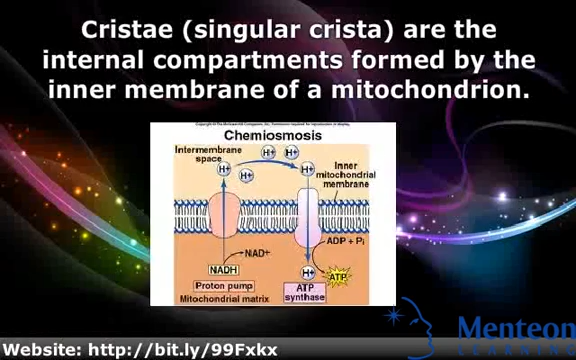 Cristae (singular crista) are the
internal compartments formed by the
inner membrane of a mitochondrion.
Chemiosmosis
Intermembrane
space
H+ H+
H+ H+ H+
Inner
mitochondrial
membrane
NAD+
NADH
ADP + Pi
H+
ATP
Proton pump
ATP
synthase
Mitochondrial matrix
Menteon
LEARNING
Website: http://bit.ly/99Fxkx